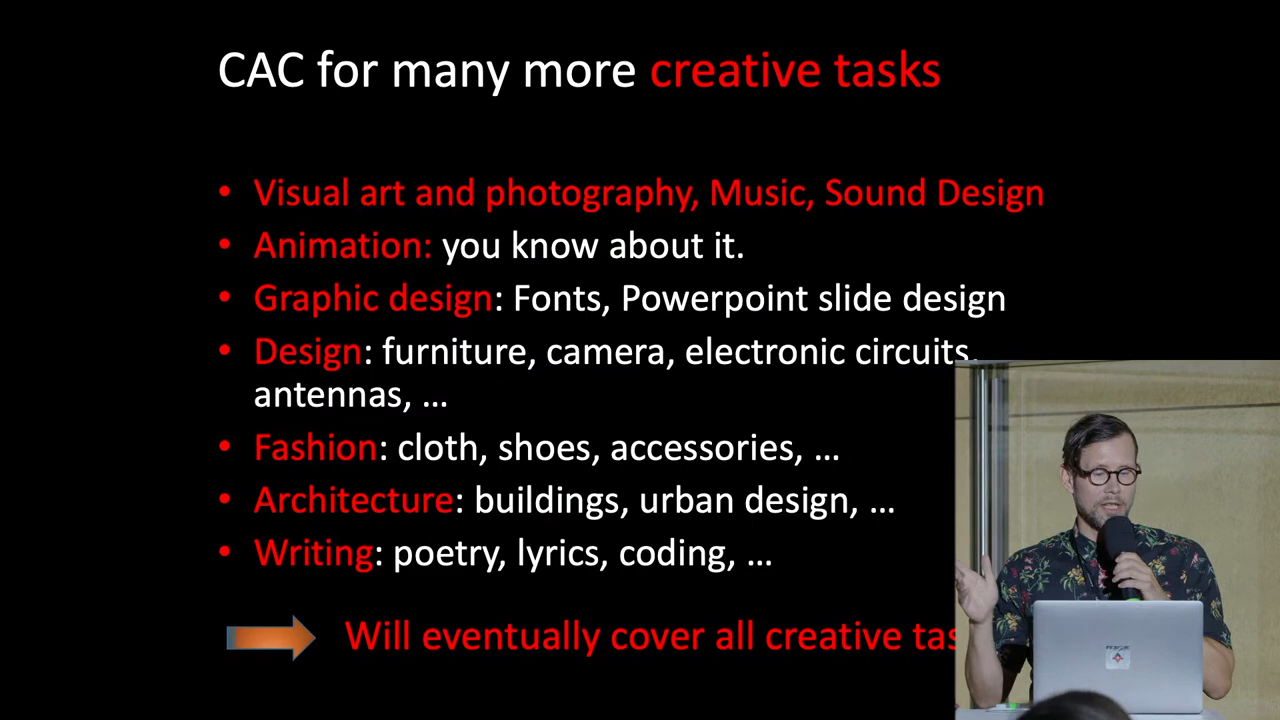 CAC for many more creative tasks
• Visual art and photography, Music, Sound Design
• Animation: you know about it.
• Graphic design: Fonts, Powerpoint slide design
• Design: furniture, camera, electronic circuits,
antennas, …
• Fashion: cloth, shoes, accessories, …
• Architecture: buildings, urban design, …
• Writing: poetry, lyrics, coding, …
Will eventually cover all creative tas